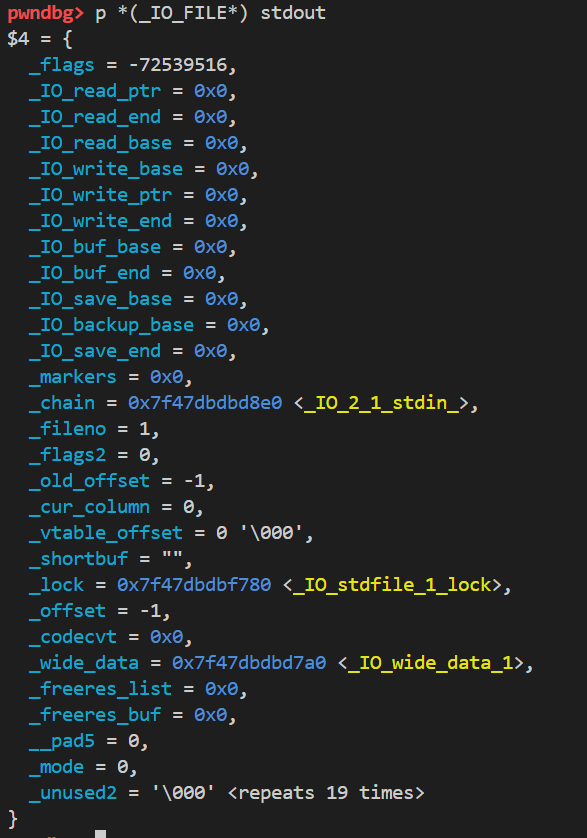 pwndbg> p *(_IO_FILE*) stdout
$4 = {
  _flags = -72539516,
  _IO_read_ptr = 0x0,
  _IO_read_end = 0x0,
  _IO_read_base = 0x0,
  _IO_write_base = 0x0,
  _IO_write_ptr = 0x0,
  _IO_write_end = 0x0,
  _IO_buf_base = 0x0,
  _IO_buf_end = 0x0,
  _IO_save_base = 0x0,
  _IO_backup_base = 0x0,
  _IO_save_end = 0x0,
  _markers = 0x0,
  _chain = 0x7f47dbdbd8e0 <_IO_2_1_stdin_>,
  _fileno = 1,
  _flags2 = 0,
  _old_offset = -1,
  _cur_column = 0,
  _vtable_offset = 0 '\000',
  _shortbuf = "",
  _lock = 0x7f47dbdbf780 <_IO_stdfile_1_lock>,
  _offset = -1,
  _codecvt = 0x0,
  _wide_data = 0x7f47dbdbd7a0 <_IO_wide_data_1>,
  _freeres_list = 0x0,
  _freeres_buf = 0x0,
  __pad5 = 0,
  _mode = 0,
  _unused2 = '\000' <repeats 19 times>
}